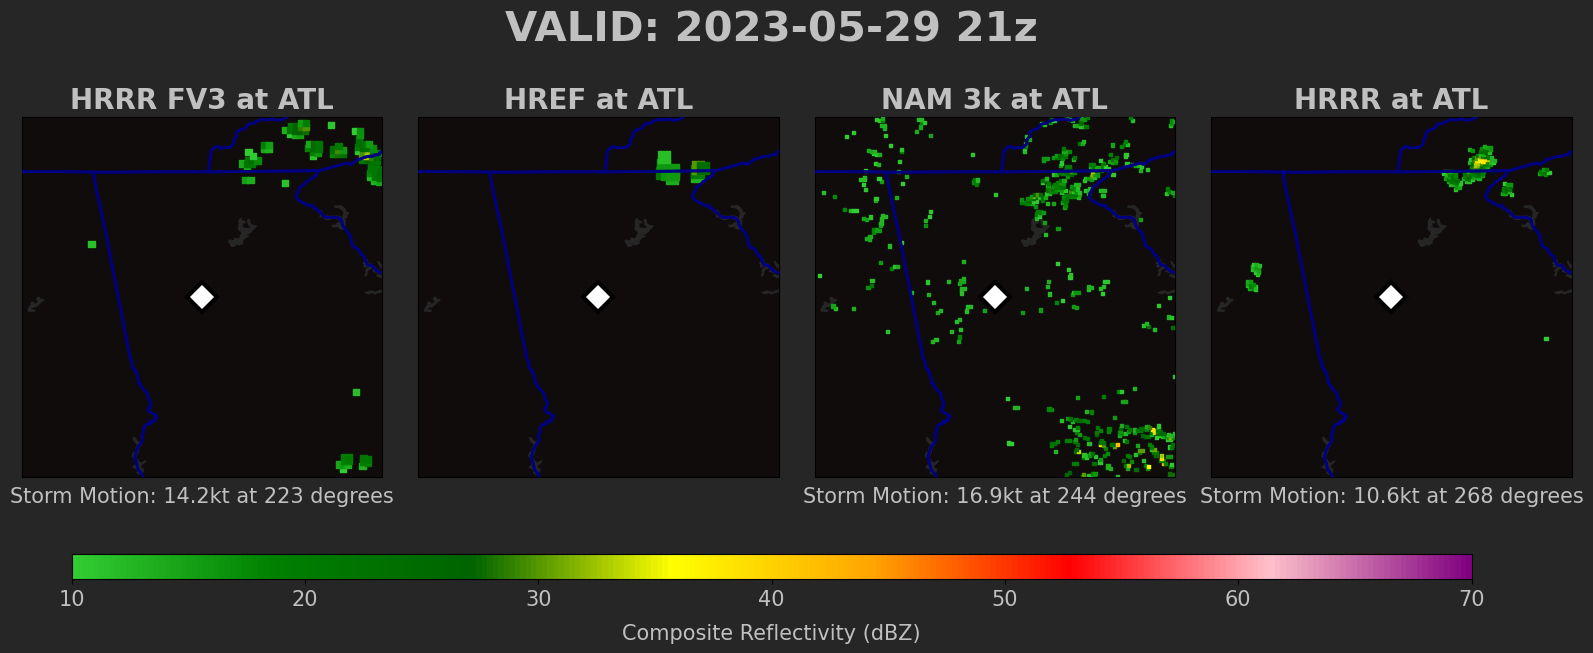 VALID: 2023-05-29 21z
HRRR FV3 at ATL
HREF at ATL
NAM 3k at ATL
HRRR at ATL
Storm Motion: 14.2kt at 223 degrees
Storm Motion: 16.9kt at 244 degrees
Storm Motion: 10.6kt at 268 degrees
10 20 30 40 50 60 70
Composite Reflectivity (dBZ)